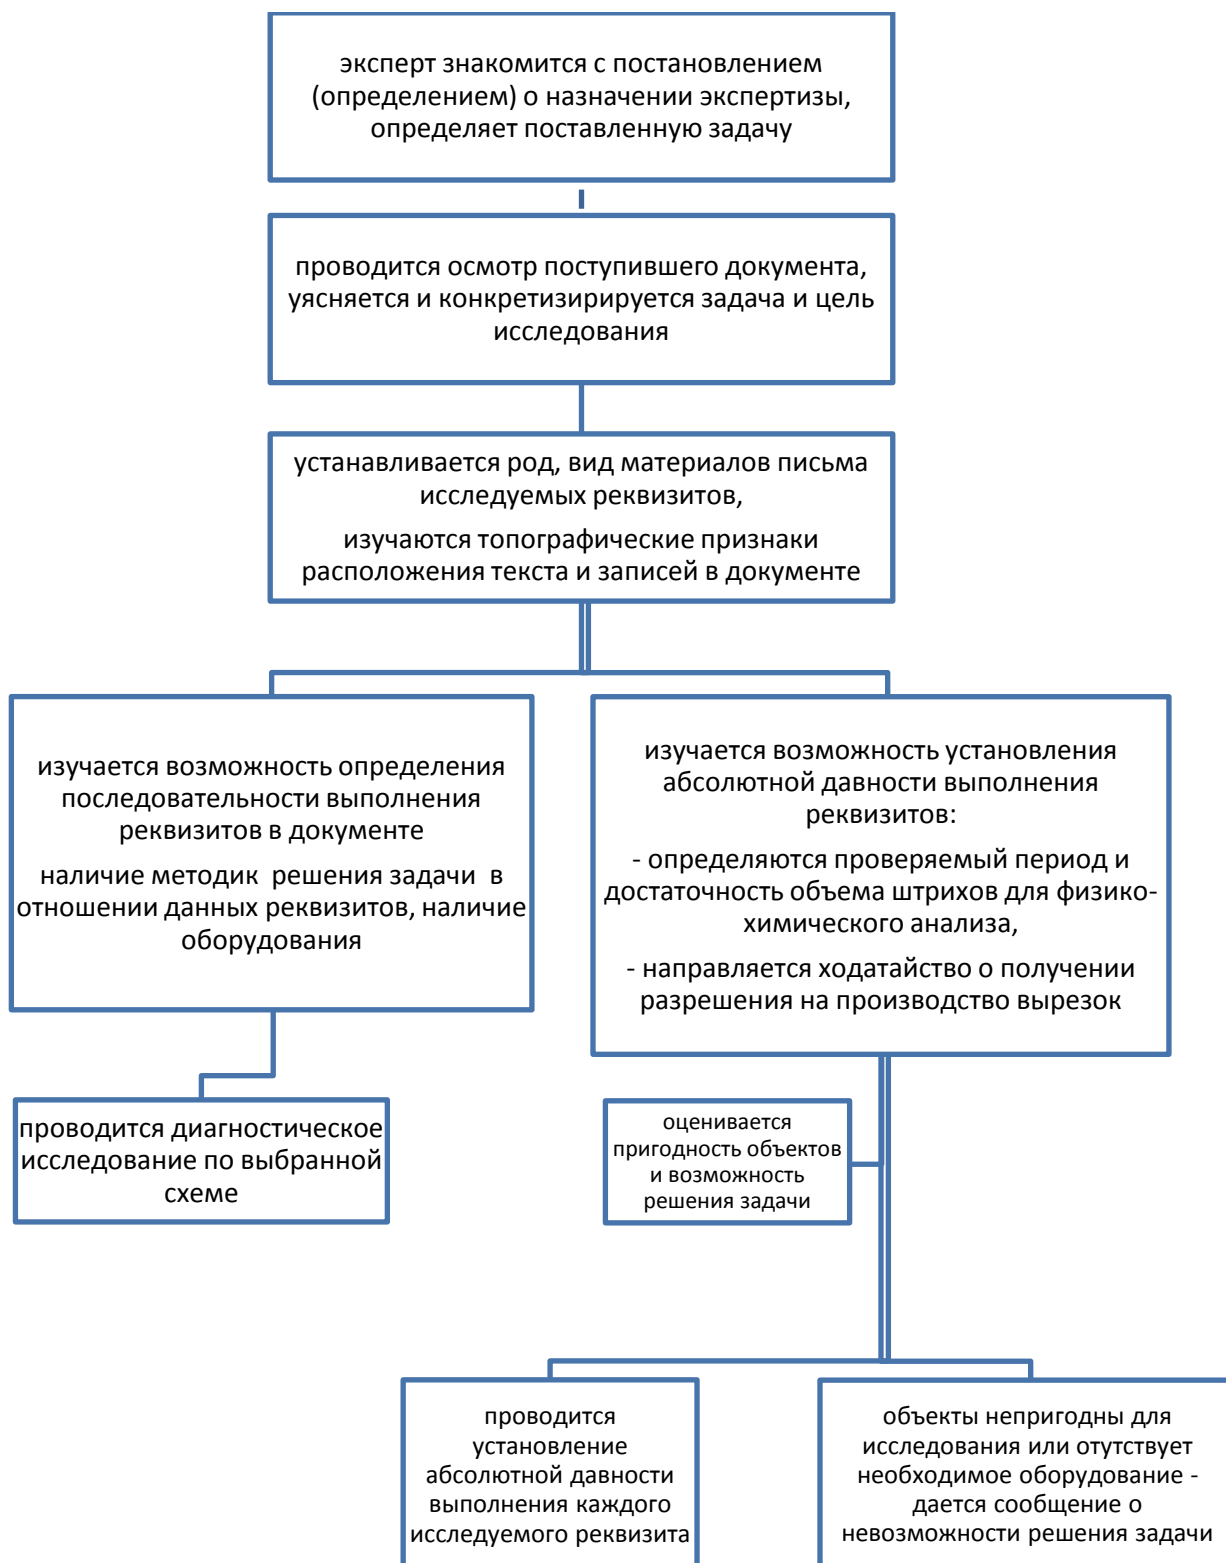 эксперт знакомится с постановлением
(определением) о назначении экспертизы,
определяет поставленную задачу
проводится осмотр поступившего документа,
уясняется и конкретизирируется задача и цель
исследования
устанавливается род, вид материалов письма
исследуемых реквизитов,
изучаются топографические признаки
расположения текста и записей в документе
изучается возможность определения
последовательности выполнения
реквизитов в документе
наличие методик решения задачи в
отношении данных реквизитов, наличие
оборудования
изучается возможность установления
абсолютной давности выполнения
реквизитов:
- определяются проверяемый период и
достаточность объема штрихов для физико-
химического анализа,
- направляется ходатайство о получении
разрешения на производство вырезок
проводится диагностическое
исследование по выбранной
схеме
оценивается
пригодность объектов
и возможность
решения задачи
проводится
установление
абсолютной давности
выполнения каждого
исследуемого реквизита
объекты непригодны для
исследования или отутствует
необходимое оборудование -
дается сообщение о
невозможности решения задачи